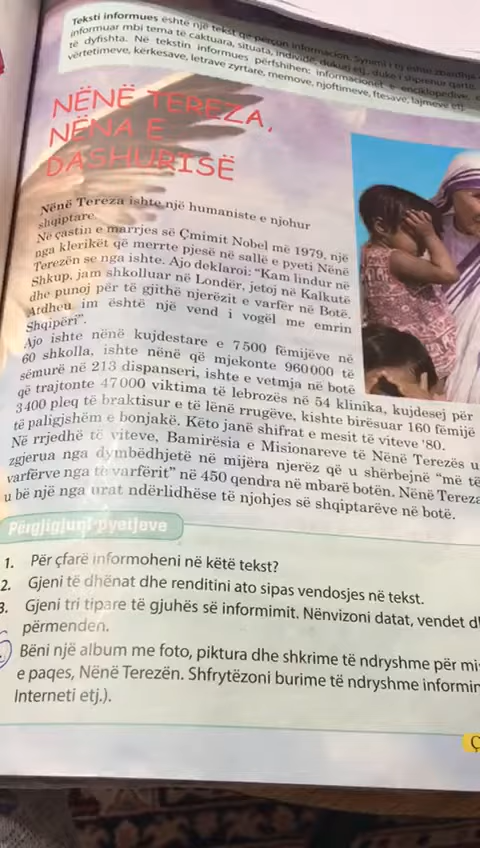 Teksti informues është një tekst që përçon informacion. Synimi i tij është
informuar mbi tema të caktuara, situata, individë, dukuri etj., duke i shprehur qartë
të dyfishta. Në tekstin informues përfshihen: informacionet e enciklopedive,
vërtetimeve, kërkesave, letrave zyrtare, memove, njoftimeve, ftesave, lajmeve etj.
NËNË TEREZA,
NËNA E
DASHURISË
Nënë Tereza ishte një humaniste e njohur
shqiptare.
Në çastin e marrjes së Çmimit Nobel më 1979, një
nga klerikët që merrte pjesë në sallë e pyeti Nënë
Terezën se nga ishte. Ajo deklaroi: "Kam lindur në
Shkup, jam shkolluar në Londër, jetoj në Kalkutë
dhe punoj për të gjithë njerëzit e varfër në Botë.
Atdheu im është një vend i vogël me emrin
Shqipëri".
Ajo ishte nënë kujdestare e 7500 fëmijëve në
60 shkolla, ishte nënë që mjekonte 960000 të
sëmurë në 213 dispanseri, ishte e vetmja në botë
që trajtonte 47000 viktima të lebrozës në 54 klinika, kujdesej për
3400 pleq të braktisur e të lënë rrugëve, kishte birësuar 160 fëmijë
të paligjshëm e bonjakë. Këto janë shifrat e mesit të viteve '80.
Në rrjedhë të viteve, Bamirësia e Misionareve të Nënë Terezës u
zgjerua nga dymbëdhjetë në mijëra njerëz që u shërbejnë "më të
varfërve nga të varfërit" në 450 qendra në mbarë botën. Nënë Tereza
u bë një nga urat ndërlidhëse të njohjes së shqiptarëve në botë.
Përgjigjuni pyetjeve
1. Për çfarë informoheni në këtë tekst?
2. Gjeni të dhënat dhe renditini ato sipas vendosjes në tekst.
3. Gjeni tri tipare të gjuhës së informimit. Nënvizoni datat, vendet
përmenden.
Bëni një album me foto, piktura dhe shkrime të ndryshme për
e paqes, Nënë Terezën. Shfrytëzoni burime të ndryshme
Interneti etj.).